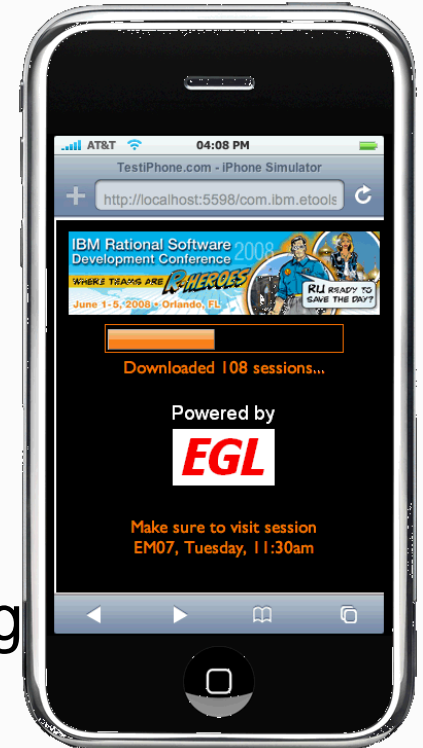 AT&T 04:08 PM
TestiPhone.com - iPhone Simulator
http://localhost:5598/com.ibm.etools
IBM Rational Software
Development Conference 2008
WHERE TEAMS ARE R-HEROES
June 1-5, 2008 • Orlando, FL
RU READY TO
SAVE THE DAY?
Downloaded 108 sessions...
Powered by
EGL
Make sure to visit session
EM07, Tuesday, 11:30am
g